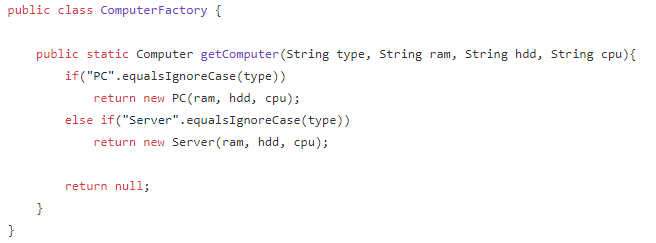 public class ComputerFactory {
public static Computer getComputer(String type, String ram, String hdd, String cpu){
if("PC".equalsIgnoreCase(type))
return new PC(ram, hdd, cpu);
else if("Server".equalsIgnoreCase(type))
return new Server(ram, hdd, cpu);
return null;
}
}